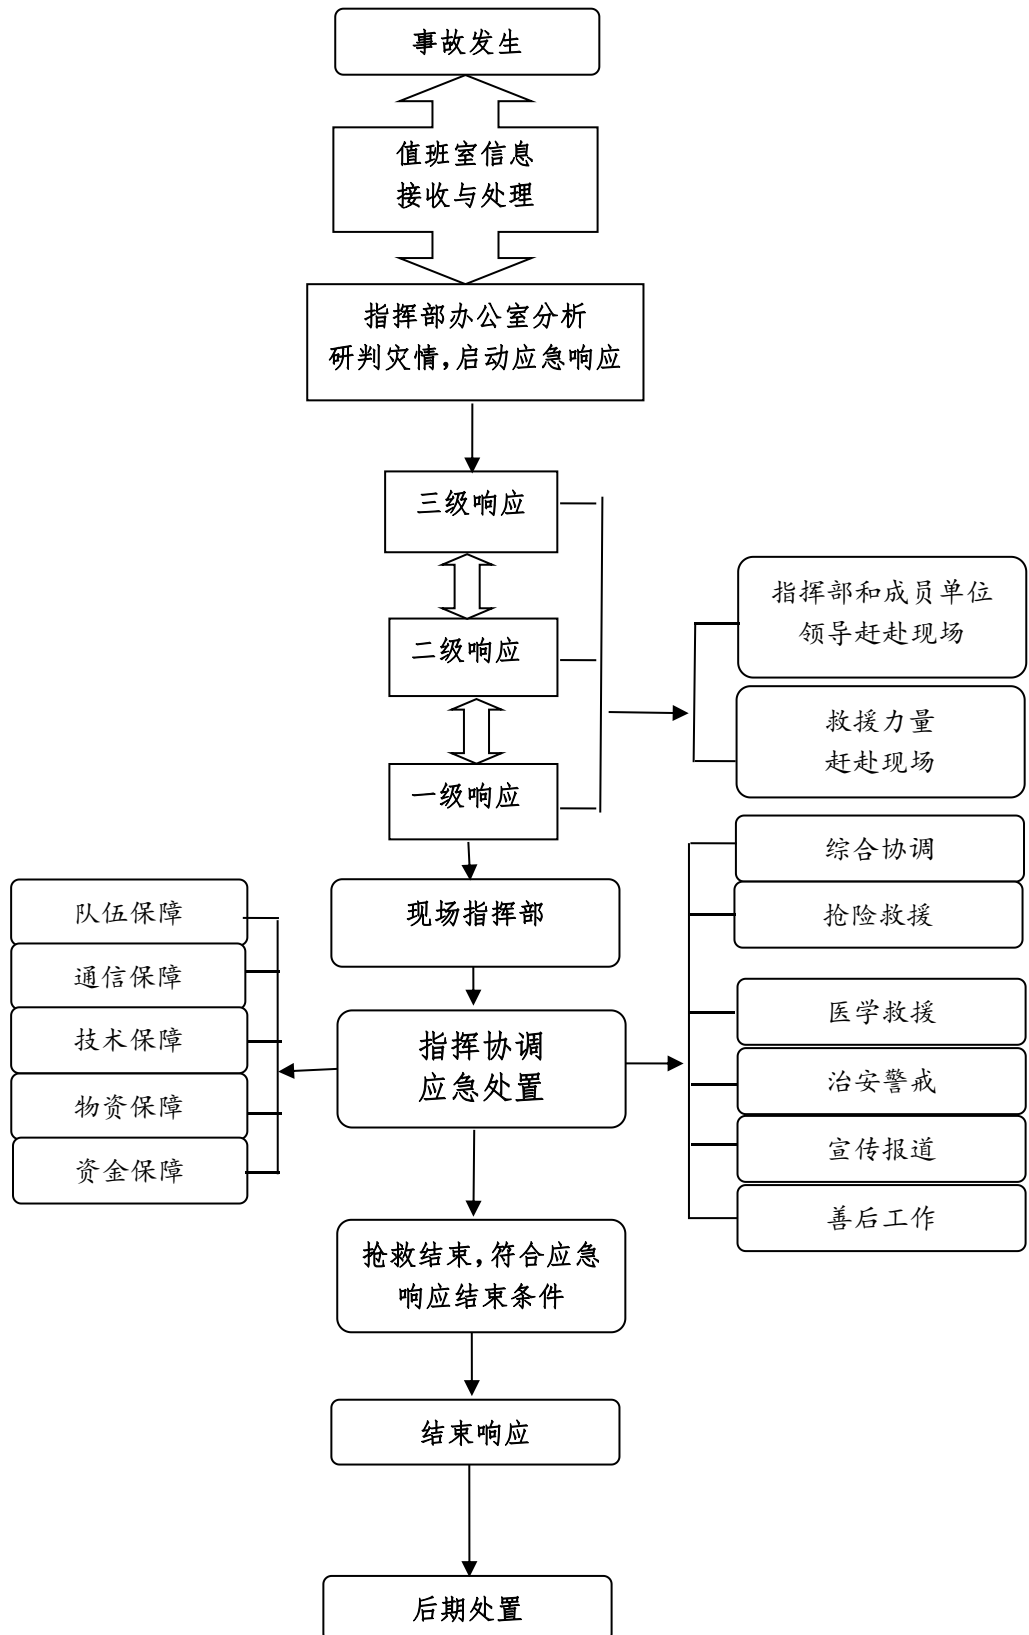 事故发生
值班室信息
接收与处理
指挥部办公室分析
研判灾情，启动应急响应
三级响应
二级响应
一级响应
指挥部和成员单位
领导赶赴现场
救援力量
赶赴现场
现场指挥部
指挥协调
应急处置
队伍保障
通信保障
技术保障
物资保障
资金保障
综合协调
抢险救援
医学救援
治安警戒
宣传报道
善后工作
抢救结束，符合应急
响应结束条件
结束响应
后期处置